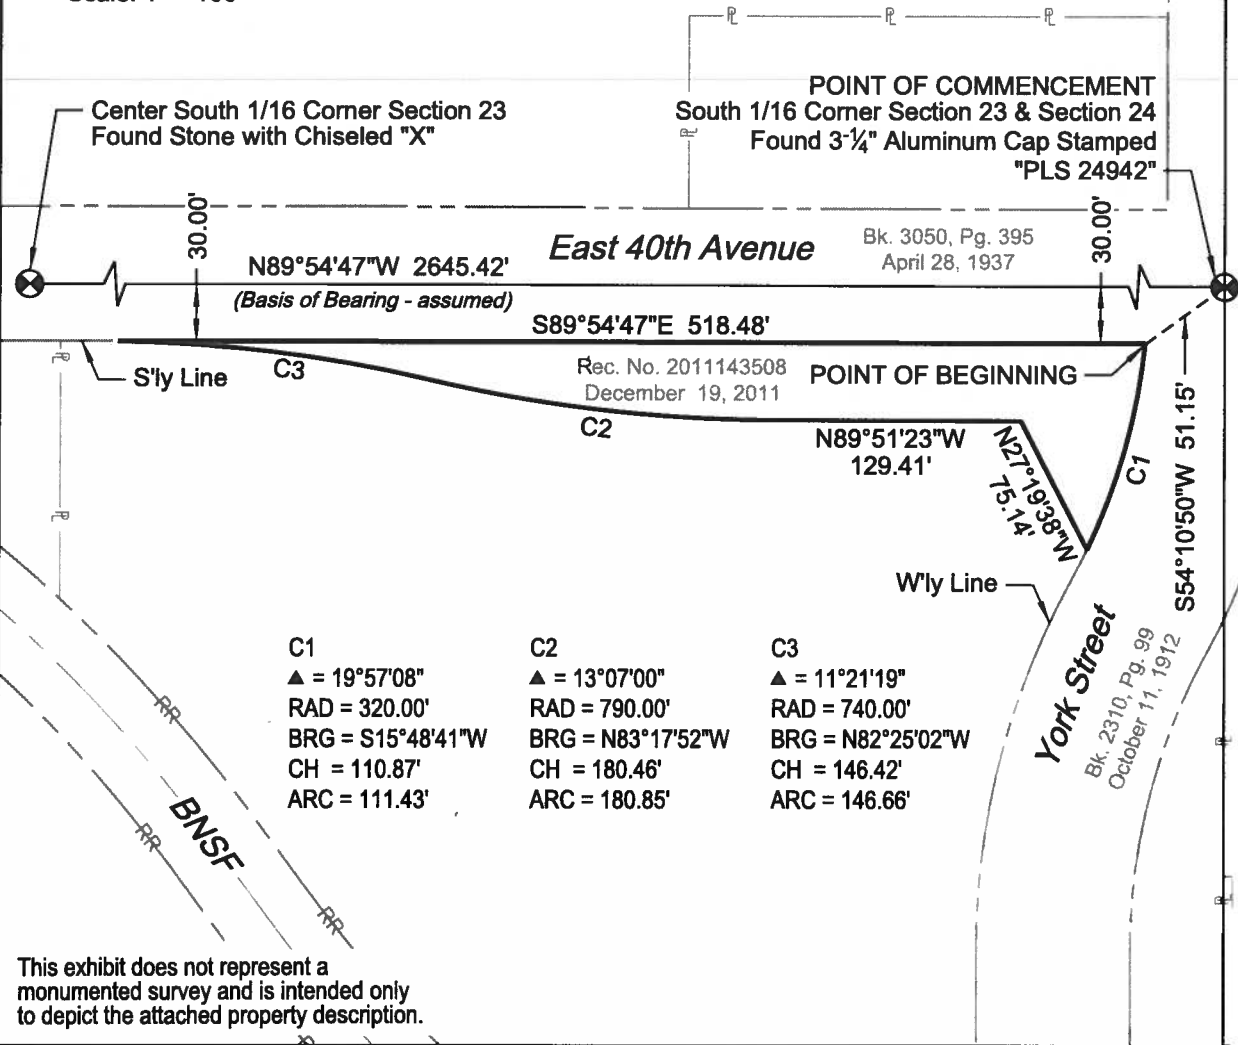 POINT OF COMMENCEMENT
South 1/16 Corner Section 23 & Section 24
Found 3-¼" Aluminum Cap Stamped
"PLS 24942"
Center South 1/16 Corner Section 23
Found Stone with Chiseled "X"
30.00'
30.00'
East 40th Avenue
Bk. 3050, Pg. 395
April 28, 1937
N89°54'47"W 2645.42'
(Basis of Bearing - assumed)
S89°54'47"E 518.48'
S'ly Line
C3
Rec. No. 2011143508
December 19, 2011
POINT OF BEGINNING
C2
N89°51'23"W
129.41'
N27°19'38"W
75.14'
C1
S54°10'50"W 51.15'
W'ly Line
York Street
Bk. 2310, Pg. 99
October 11, 1912
C1
▲ = 19°57'08"
RAD = 320.00'
BRG = S15°48'41"W
CH = 110.87'
ARC = 111.43'
C2
▲ = 13°07'00"
RAD = 790.00'
BRG = N83°17'52"W
CH = 180.46'
ARC = 180.85'
C3
▲ = 11°21'19"
RAD = 740.00'
BRG = N82°25'02"W
CH = 146.42'
ARC = 146.66'
RR
RR
RR
BNSF
This exhibit does not represent a
monumented survey and is intended only
to depict the attached property description.